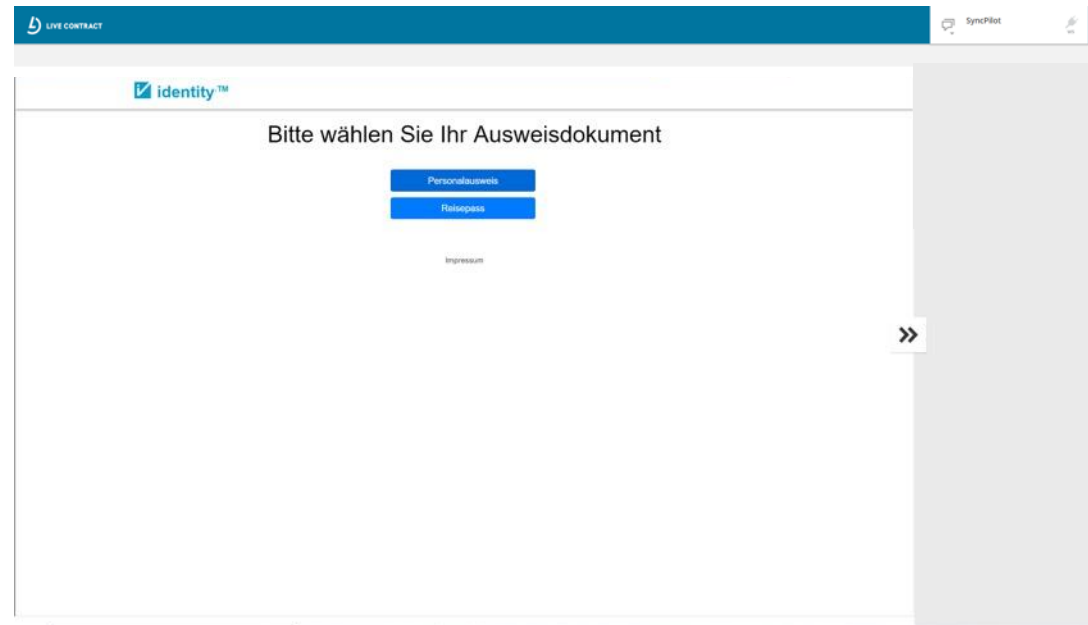 LIVE CONTRACT
SyncPilot
identity™
Bitte wählen Sie Ihr Ausweisdokument
Personalausweis
Reisepass
Impressum